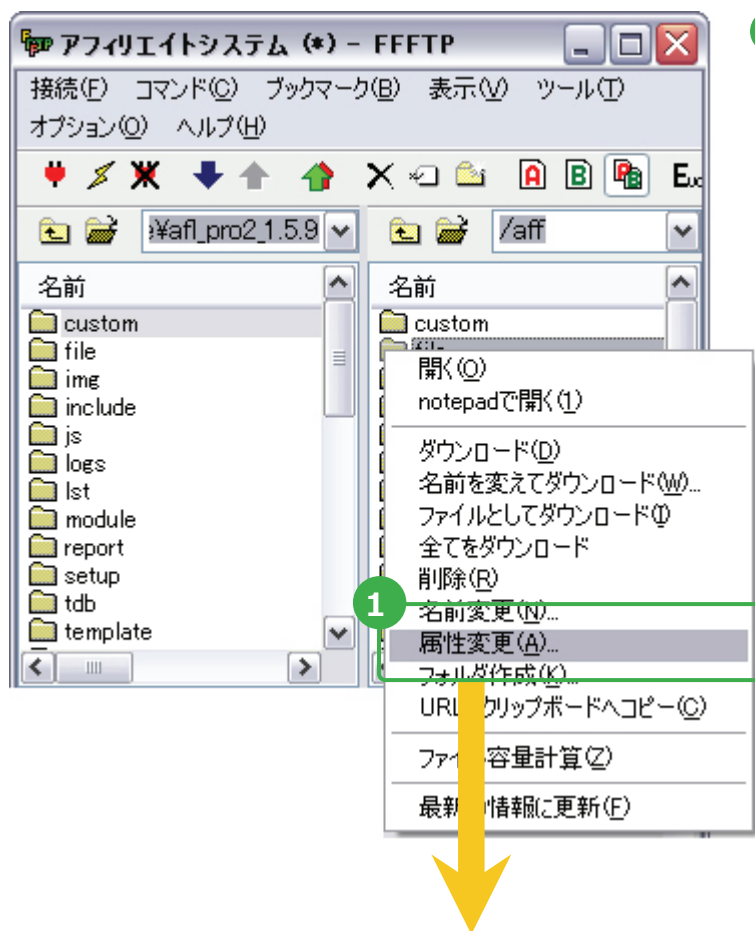 アフィリエイトシステム (*) - FFFTP
接続(F) コマンド(C) ブックマーク(B) 表示(V) ツール(T)
オプション(O) ヘルプ(H)
¥afl_pro2_1.5.9 /aff
名前 名前
custom custom
file
img
include
js
logs
lst
module
report
setup
tdb
template
開く(O)
notepadで開く(1)
ダウンロード(D)
名前を変えてダウンロード(W)...
ファイルとしてダウンロード(I)
全てをダウンロード
削除(R)
1
名前変更(N)...
属性変更(A)...
フォルダ作成(K)...
URL クリップボードへコピー(C)
ファイル容量計算(Z)
最新の情報に更新(F)